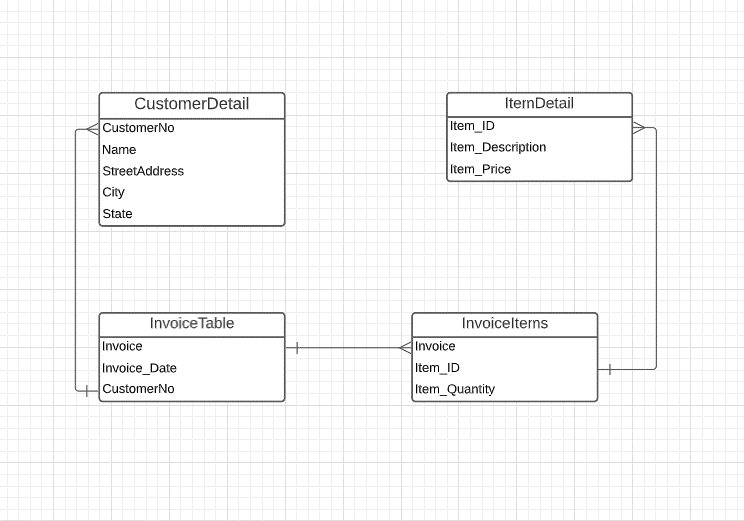 CustomerDetail
CustomerNo
Name
StreetAddress
City
State
ItemDetail
Item_ID
Item_Description
Item_Price
InvoiceTable
Invoice
Invoice_Date
CustomerNo
InvoiceItems
Invoice
Item_ID
Item_Quantity